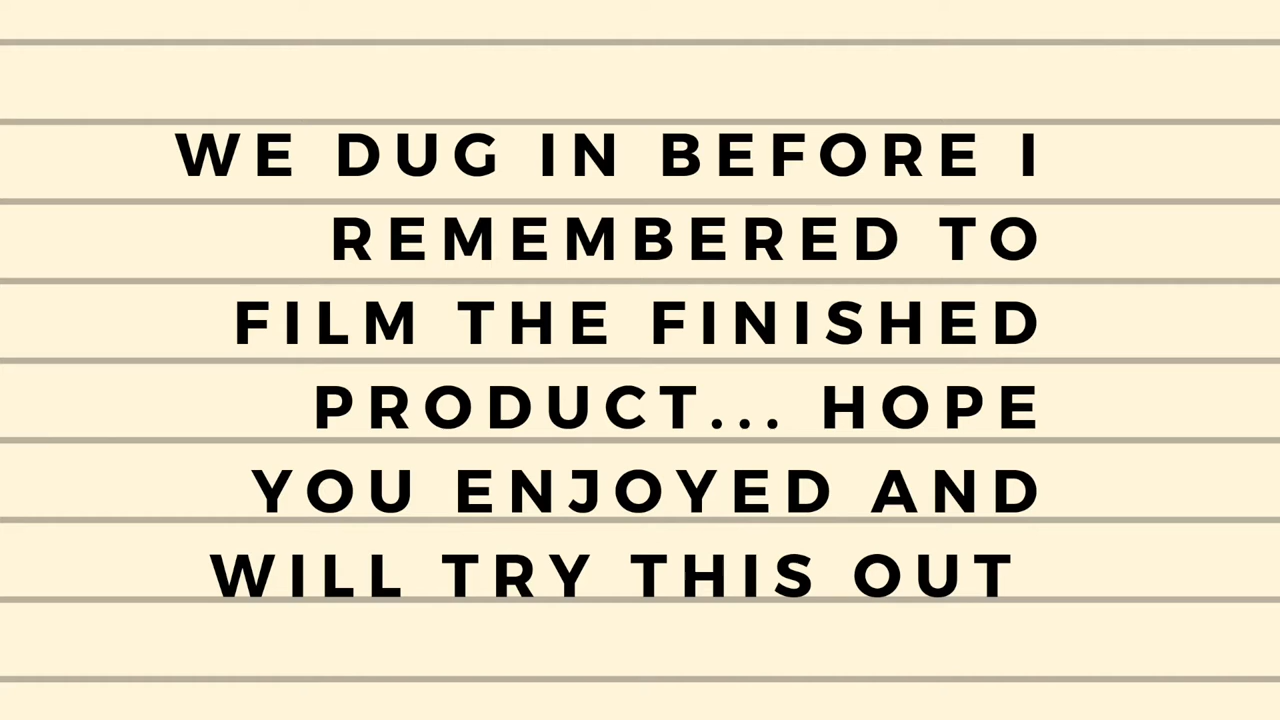 WE DUG IN BEFORE I
REMEMBERED TO
FILM THE FINISHED
PRODUCT... HOPE
YOU ENJOYED AND
WILL TRY THIS OUT